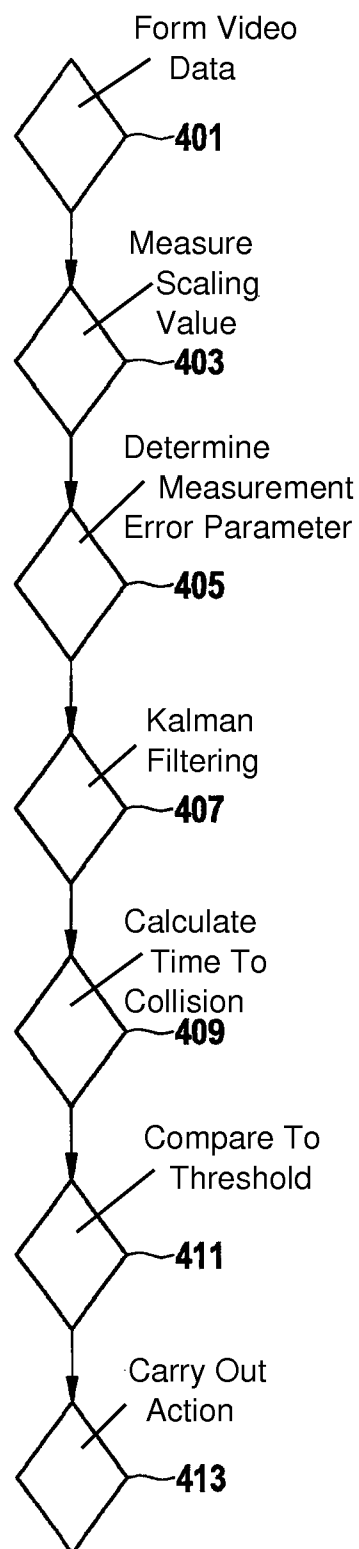 Form Video
Data
401
Measure
Scaling
Value
403
Determine
Measurement
Error Parameter
405
Kalman
Filtering
407
Calculate
Time To
Collision
409
Compare To
Threshold
411
Carry Out
Action
413